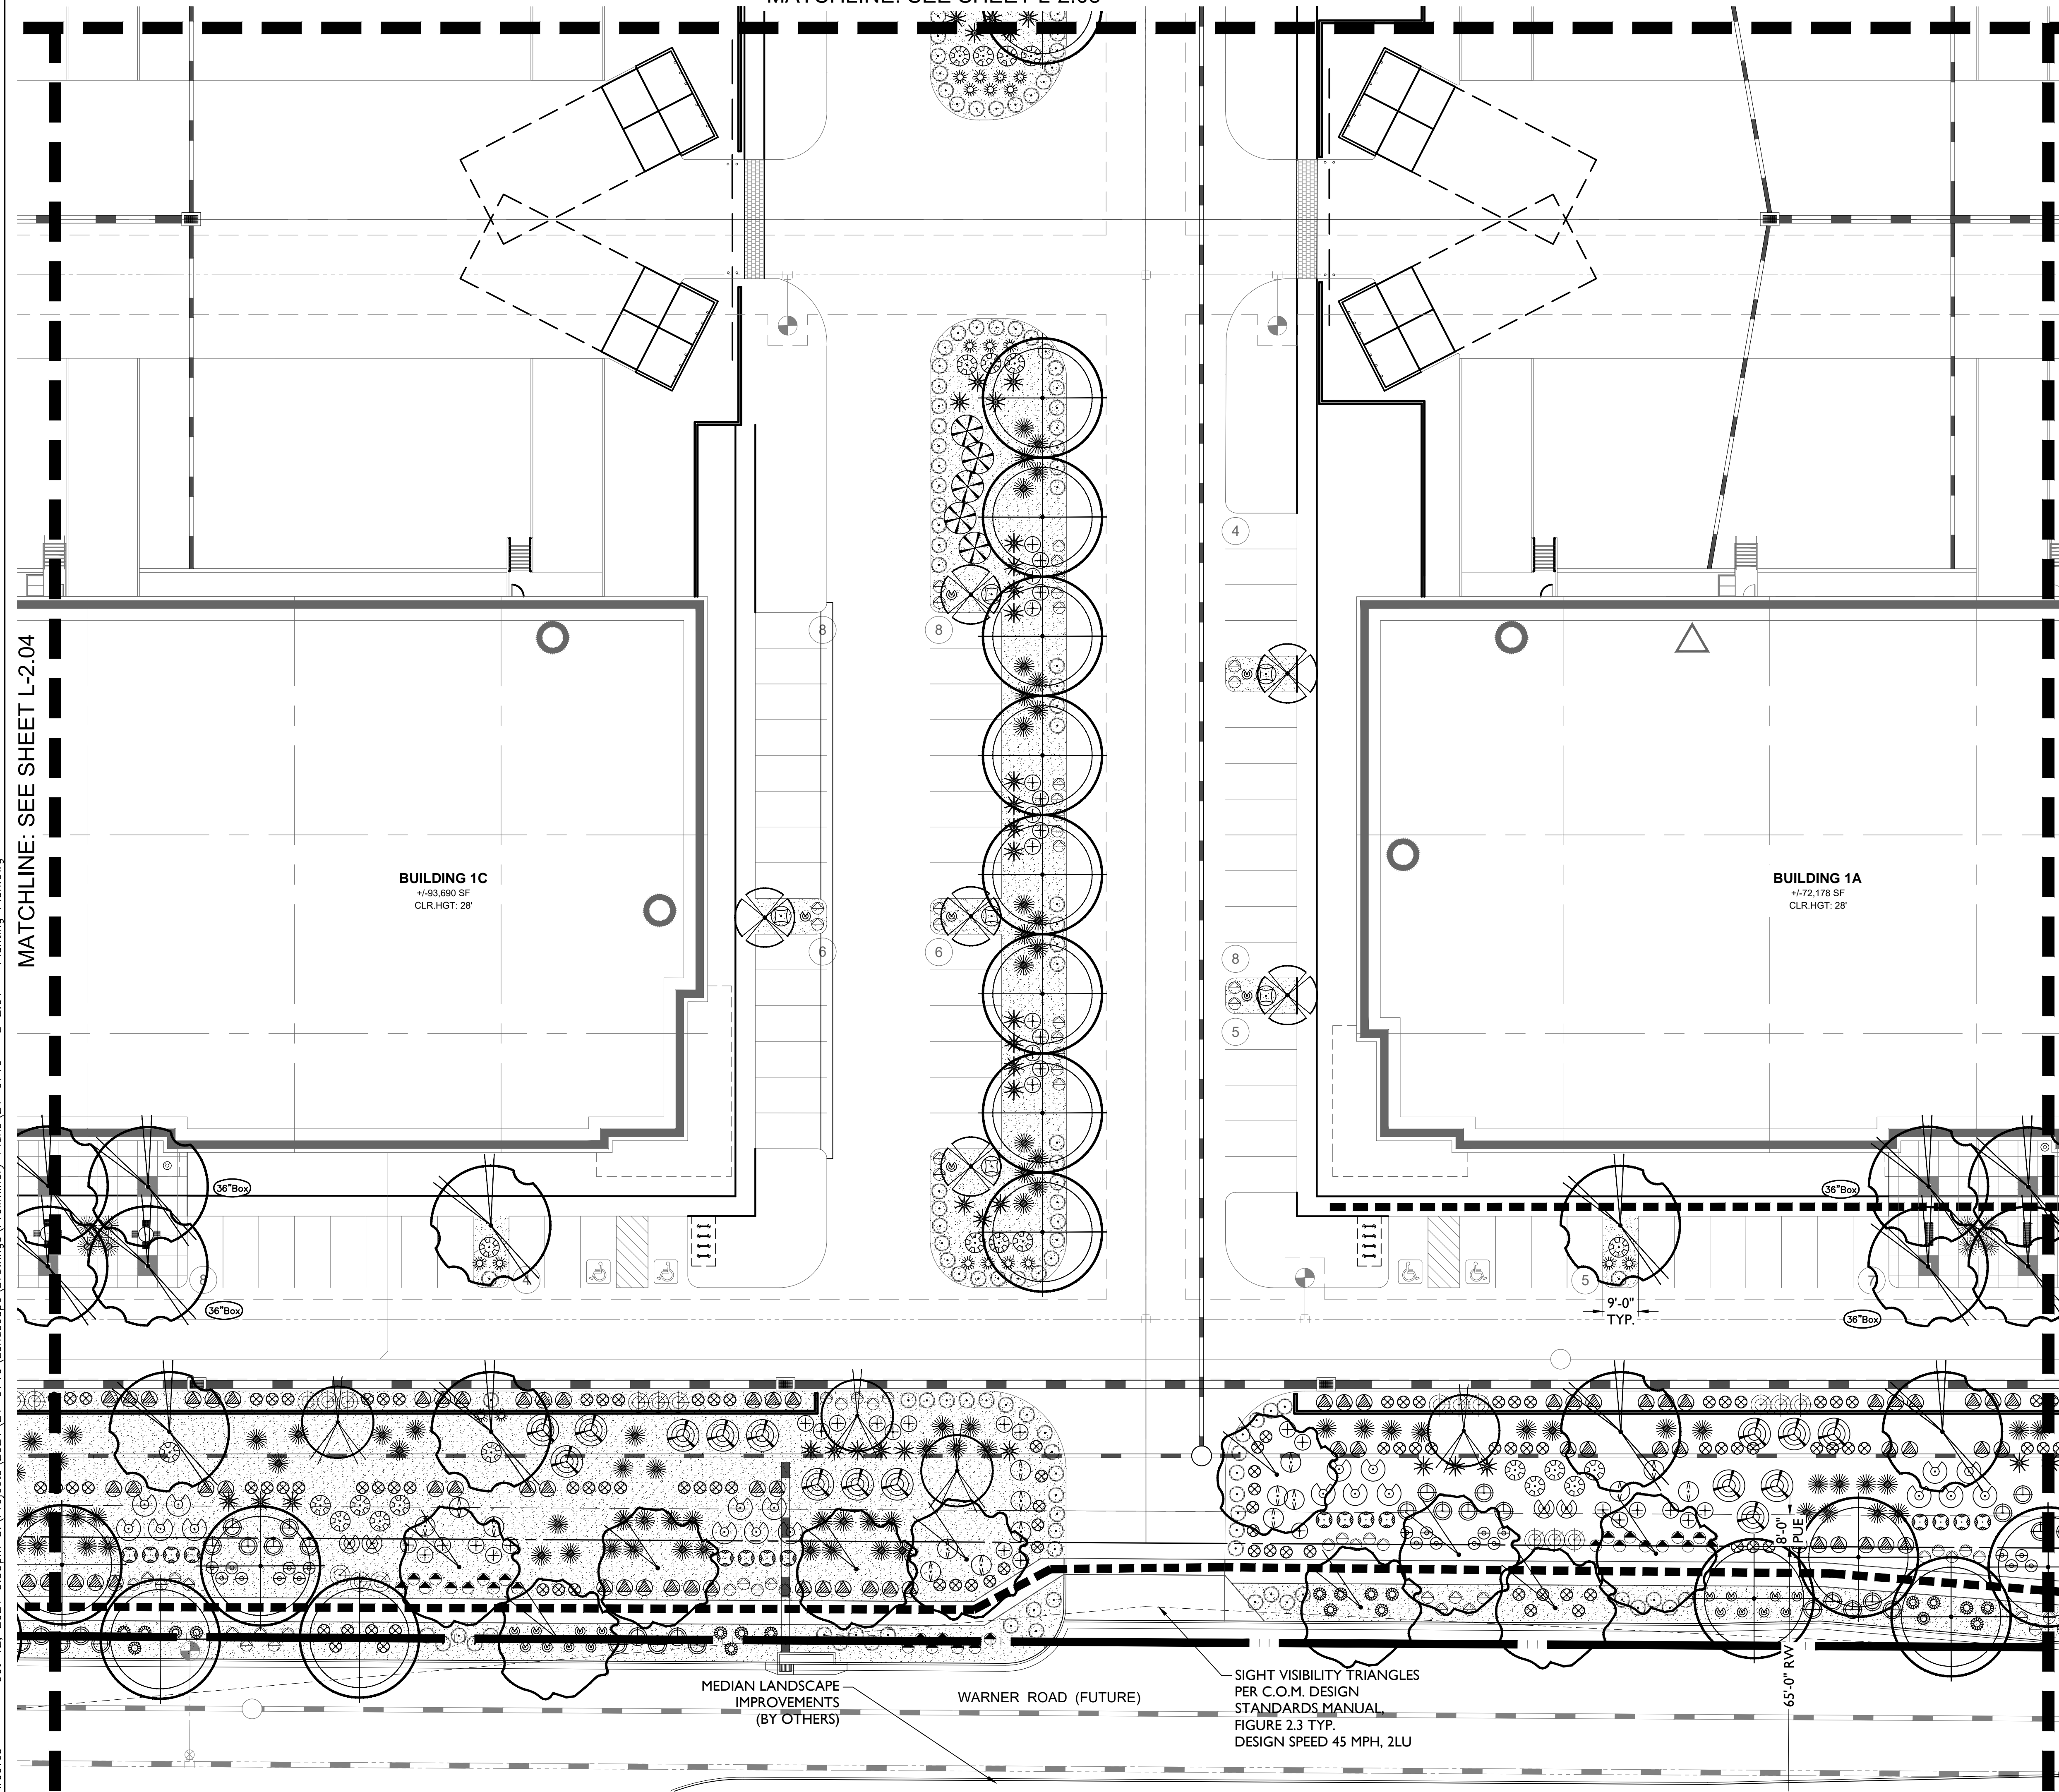 MATCHLINE: SEE SHEET L-2.04
4
8
8
BUILDING 1C
+/-93,690 SF
CLR.HGT: 28'
BUILDING 1A
+/-72,178 SF
CLR.HGT: 28'
6
6
8
5
36"Box
36"Box
8
4
5
7
9'-0"
TYP.
36"Box
36"Box
8'-0"
PUE
65'-0" RW
MEDIAN LANDSCAPE
IMPROVEMENTS
(BY OTHERS)
WARNER ROAD (FUTURE)
SIGHT VISIBILITY TRIANGLES
PER C.O.M. DESIGN
STANDARDS MANUAL,
FIGURE 2.3 TYP.
DESIGN SPEED 45 MPH, 2LU